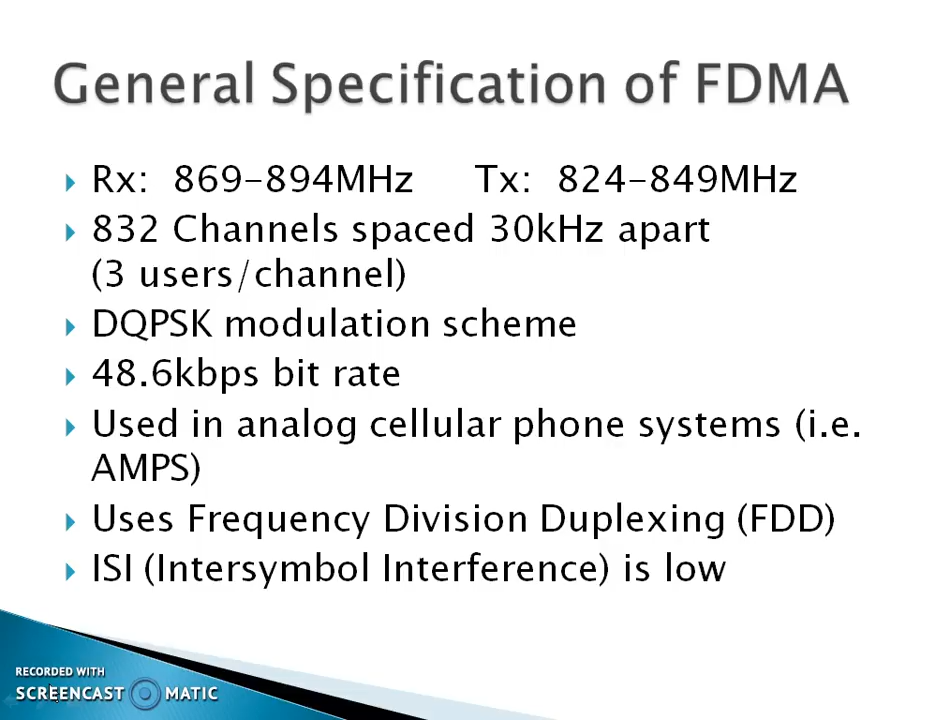 General Specification of FDMA
Rx: 869-894MHz Tx: 824-849MHz
832 Channels spaced 30kHz apart
(3 users/channel)
DQPSK modulation scheme
48.6kbps bit rate
Used in analog cellular phone systems (i.e.
AMPS)
Uses Frequency Division Duplexing (FDD)
ISI (Intersymbol Interference) is low
RECORDED WITH
SCREENCAST MATIC